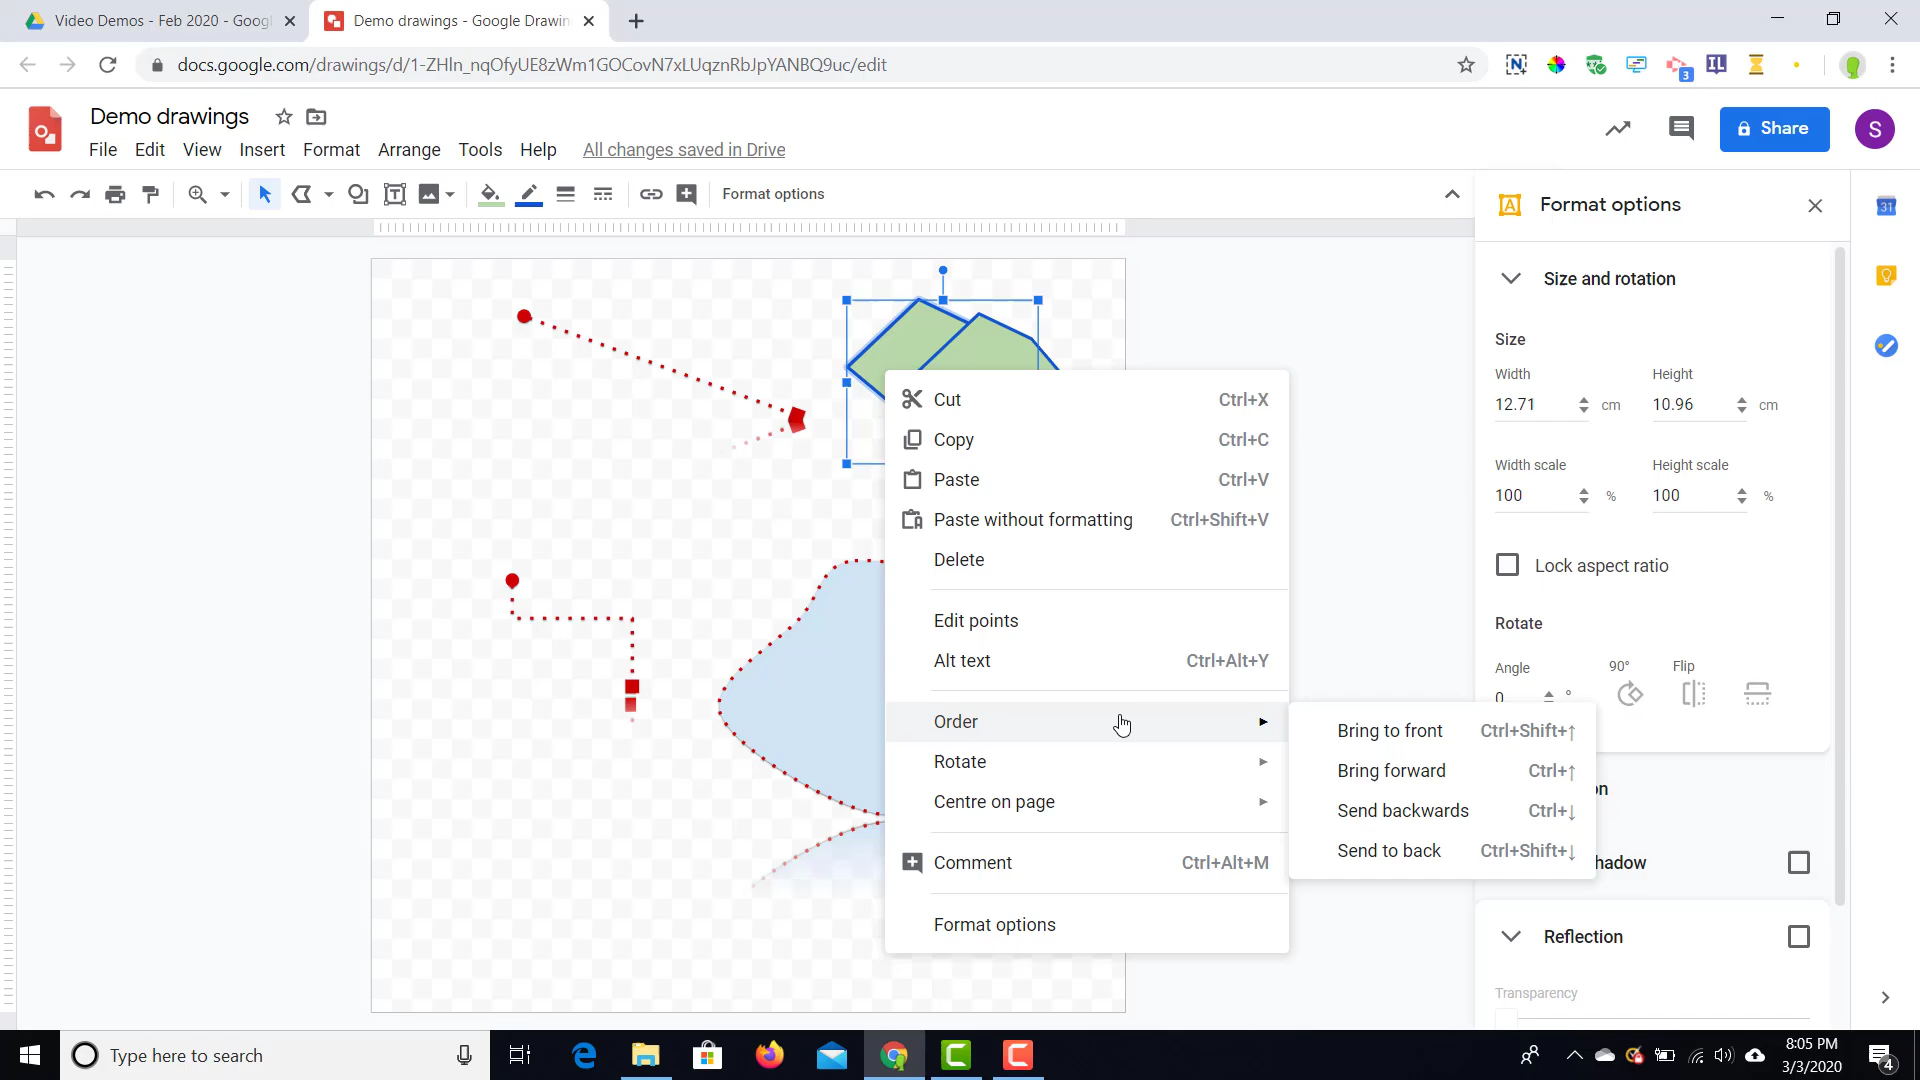 Video Demos - Feb 2020 - Goog
Demo drawings - Google Drawin
docs.google.com/drawings/d/1-ZHln_nqOfyUE8zWm1GOCovN7xLUqznRbJpYANBQ9uc/edit
3
IL
Demo drawings
File Edit View Insert Format Arrange Tools Help All changes saved in Drive
Share
S
Format options
Format options
31
Size and rotation
Size
Width Height
12.71 cm 10.96 cm
Width scale Height scale
100 % 100 %
Lock aspect ratio
Rotate
Angle 90° Flip
0 °
Cut Ctrl+X
Copy Ctrl+C
Paste Ctrl+V
Paste without formatting Ctrl+Shift+V
Delete
Edit points
Alt text Ctrl+Alt+Y
Order
Rotate
Centre on page
Comment Ctrl+Alt+M
Format options
Bring to front Ctrl+Shift+↑
Bring forward Ctrl+↑
Send backwards Ctrl+↓
Send to back Ctrl+Shift+↓
on
hadow
Reflection
Transparency
Type here to search
8:05 PM
3/3/2020
4